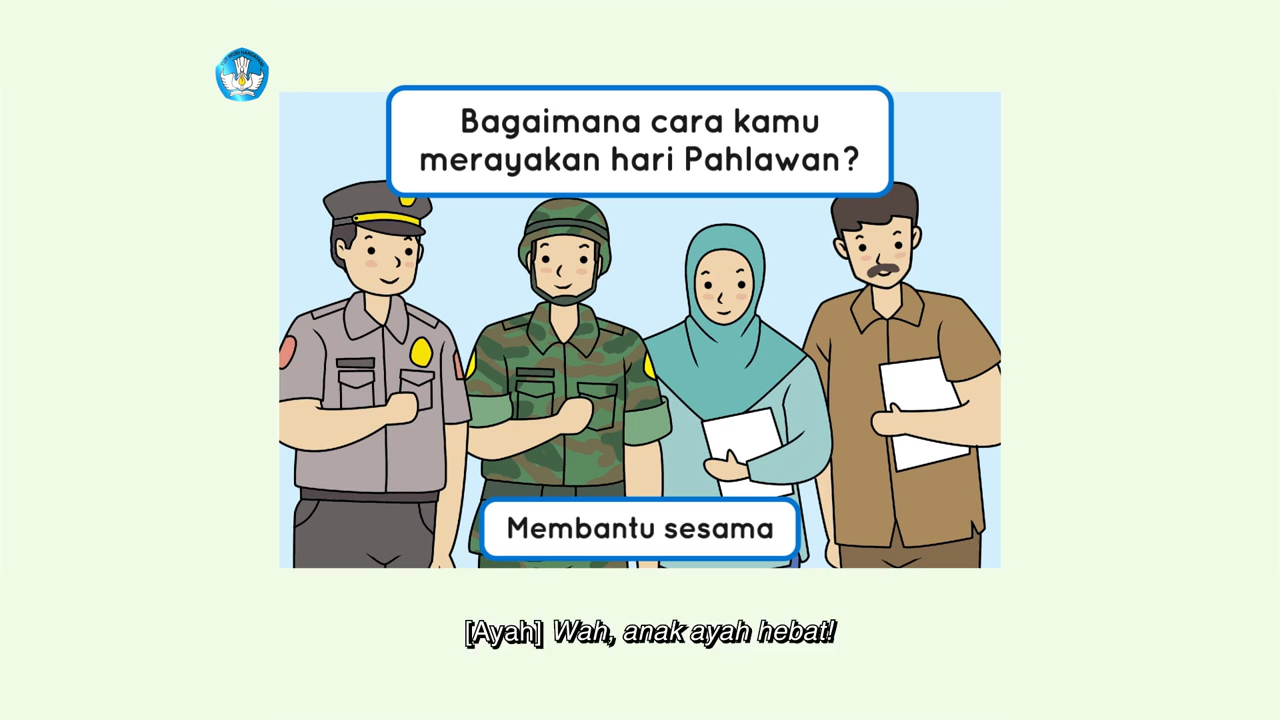 Bagaimana cara kamu
merayakan hari Pahlawan?
Membantu sesama
[Ayah] Wah, anak ayah hebat!